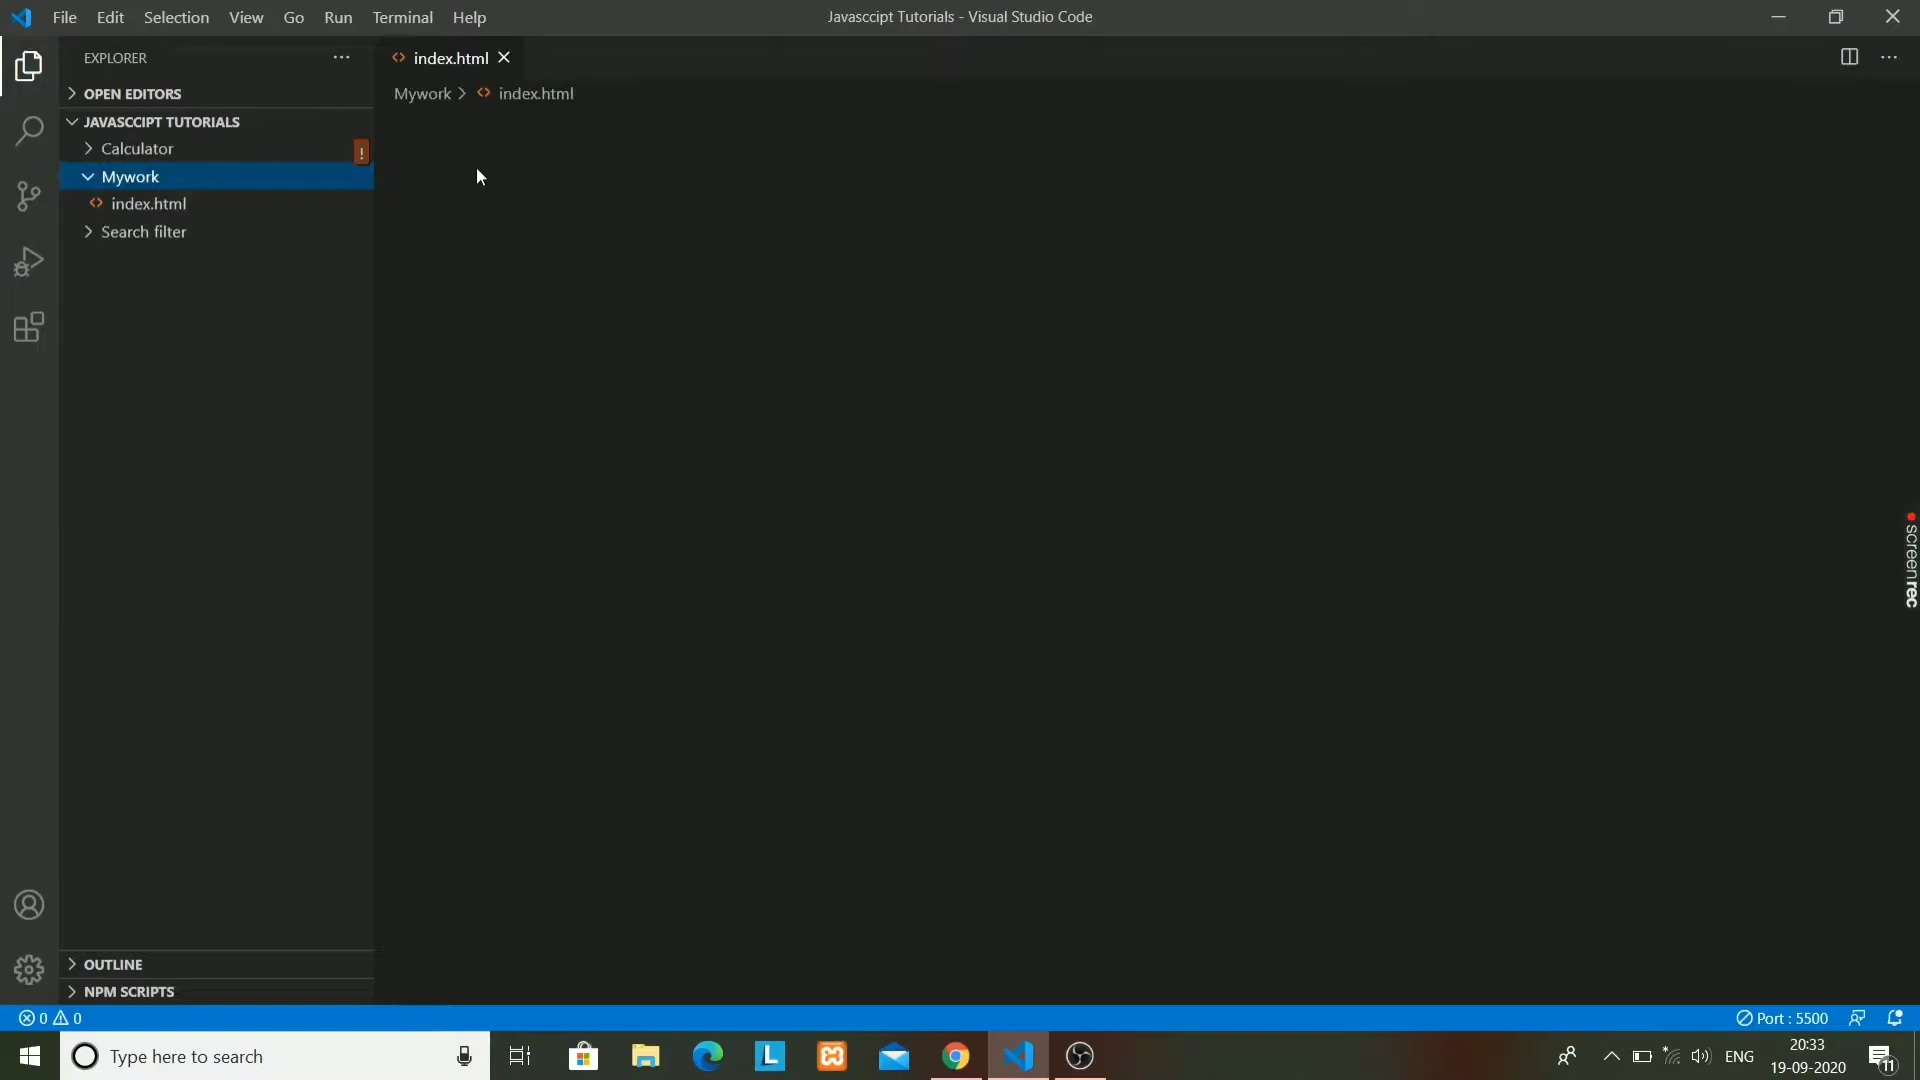 File Edit Selection View Go Run Terminal Help
Javasccipt Tutorials - Visual Studio Code
EXPLORER
index.html
OPEN EDITORS
Mywork > index.html
JAVASCCIPT TUTORIALS
Calculator
!
Mywork
index.html
Search filter
screenrec
OUTLINE
NPM SCRIPTS
0 0
Port : 5500
Type here to search
L
ENG
20:33
19-09-2020
11